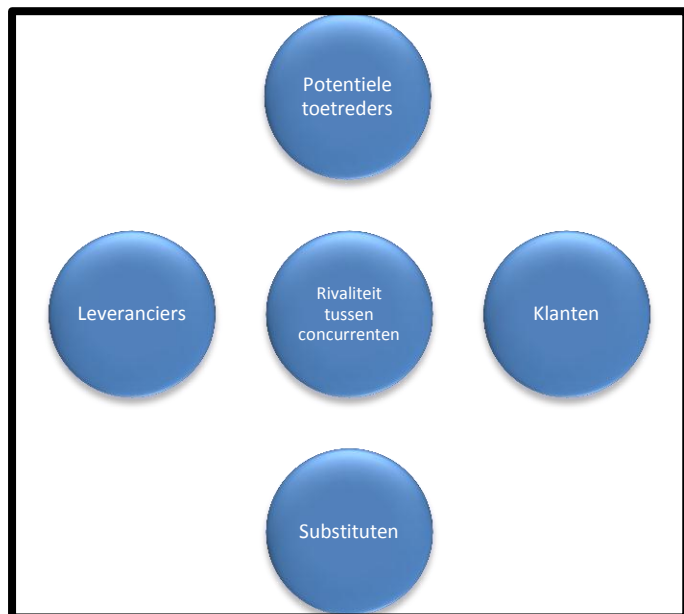 Potentiele
toetreders
Leveranciers
Rivaliteit
tussen
concurrenten
Klanten
Substituten